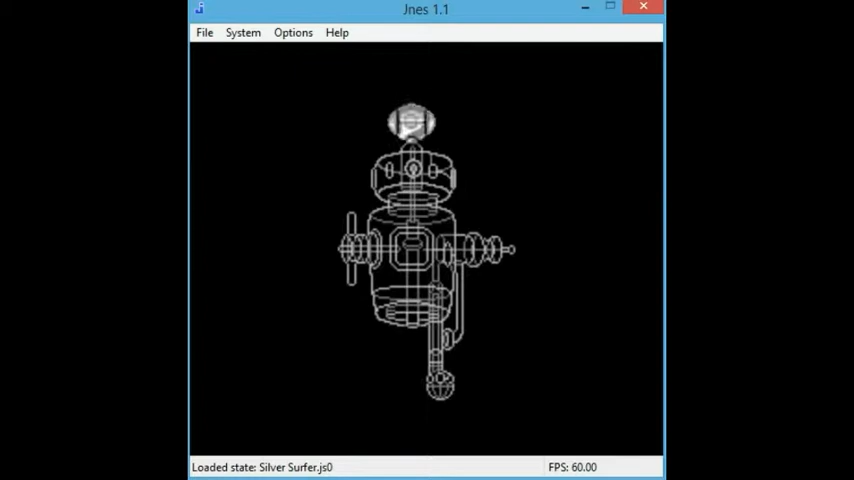 Jnes 1.1
File System Options Help
Loaded state: Silver Surfer.js0 FPS: 60.00